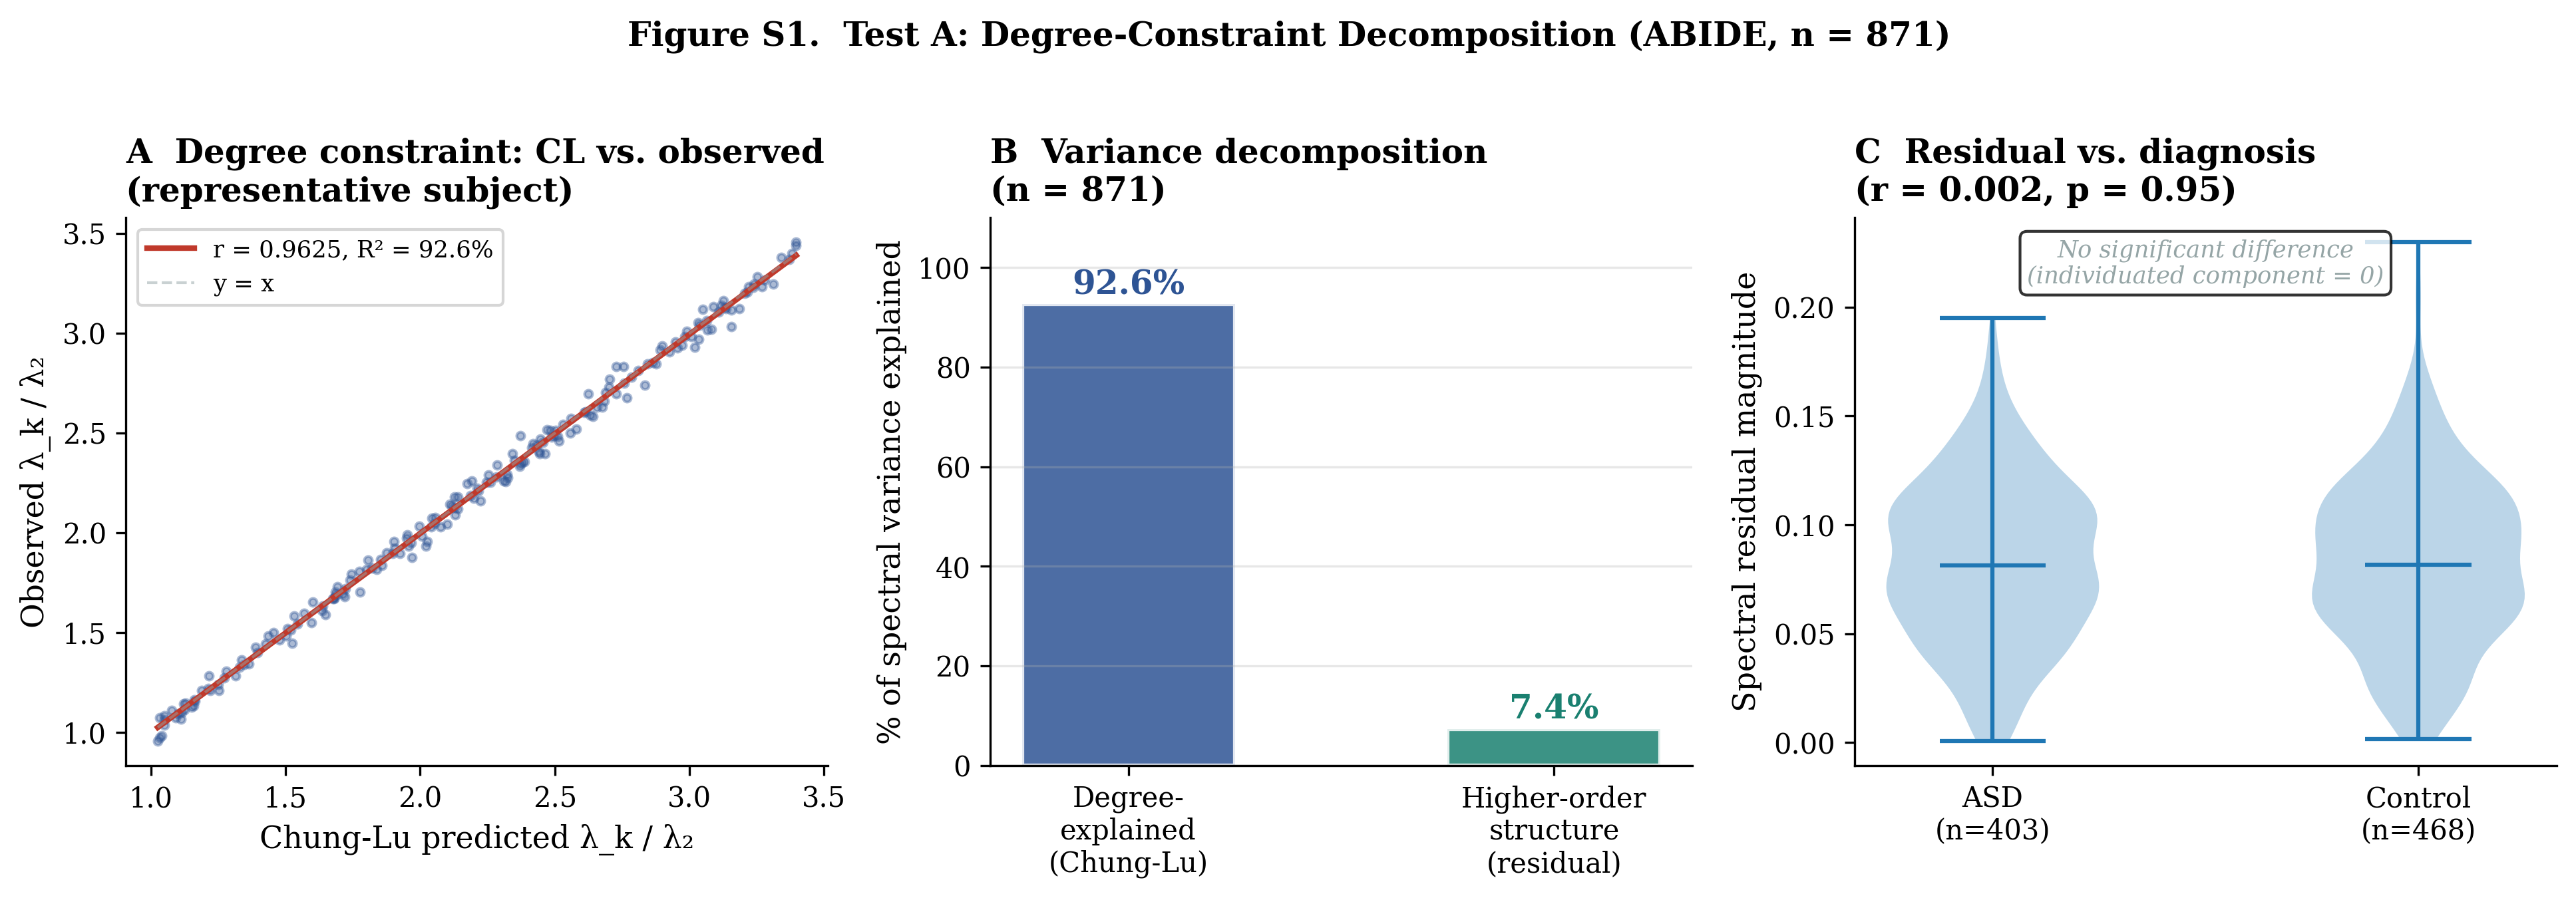 Figure S1.  Test A: Degree-Constraint Decomposition (ABIDE, n = 871)
A  Degree constraint: CL vs. observed
(representative subject)
r = 0.9625, R² = 92.6%
y = x
3.5
3.0
2.5
2.0
1.5
1.0
Observed λ_k / λ₂
1.0
1.5
2.0
2.5
3.0
3.5
Chung-Lu predicted λ_k / λ₂
B  Variance decomposition
(n = 871)
% of spectral variance explained
100
80
60
40
20
0
92.6%
7.4%
Degree-
explained
(Chung-Lu)
Higher-order
structure
(residual)
C  Residual vs. diagnosis
(r = 0.002, p = 0.95)
No significant difference
(individuated component = 0)
Spectral residual magnitude
0.20
0.15
0.10
0.05
0.00
ASD
(n=403)
Control
(n=468)